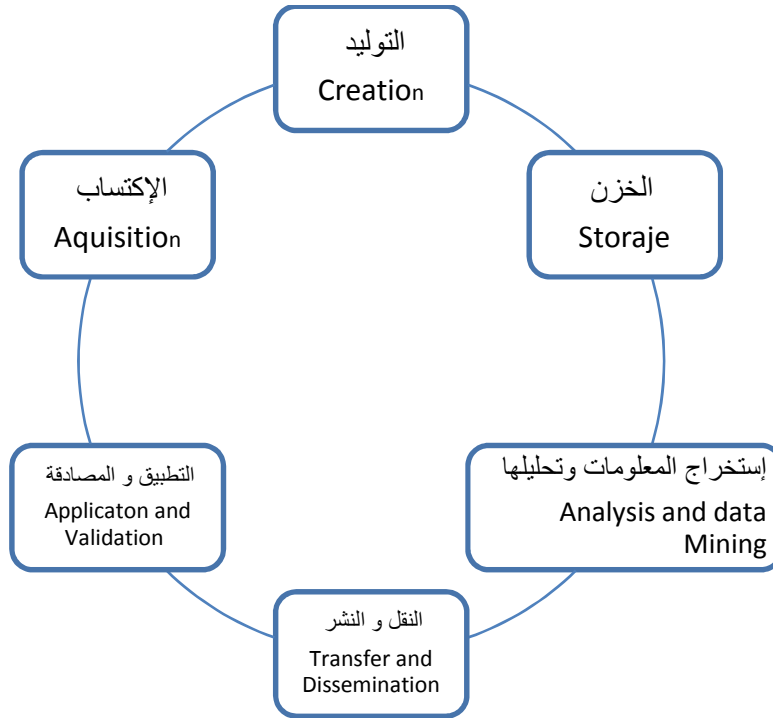 التوليد
Creation
الخزن
Storaje
إستخراج المعلومات وتحليلها
Analysis and data
Mining
النقل و النشر
Transfer and
Dissemination
التطبيق و المصادقة
Applicaton and
Validation
الإكتساب
Aquisition